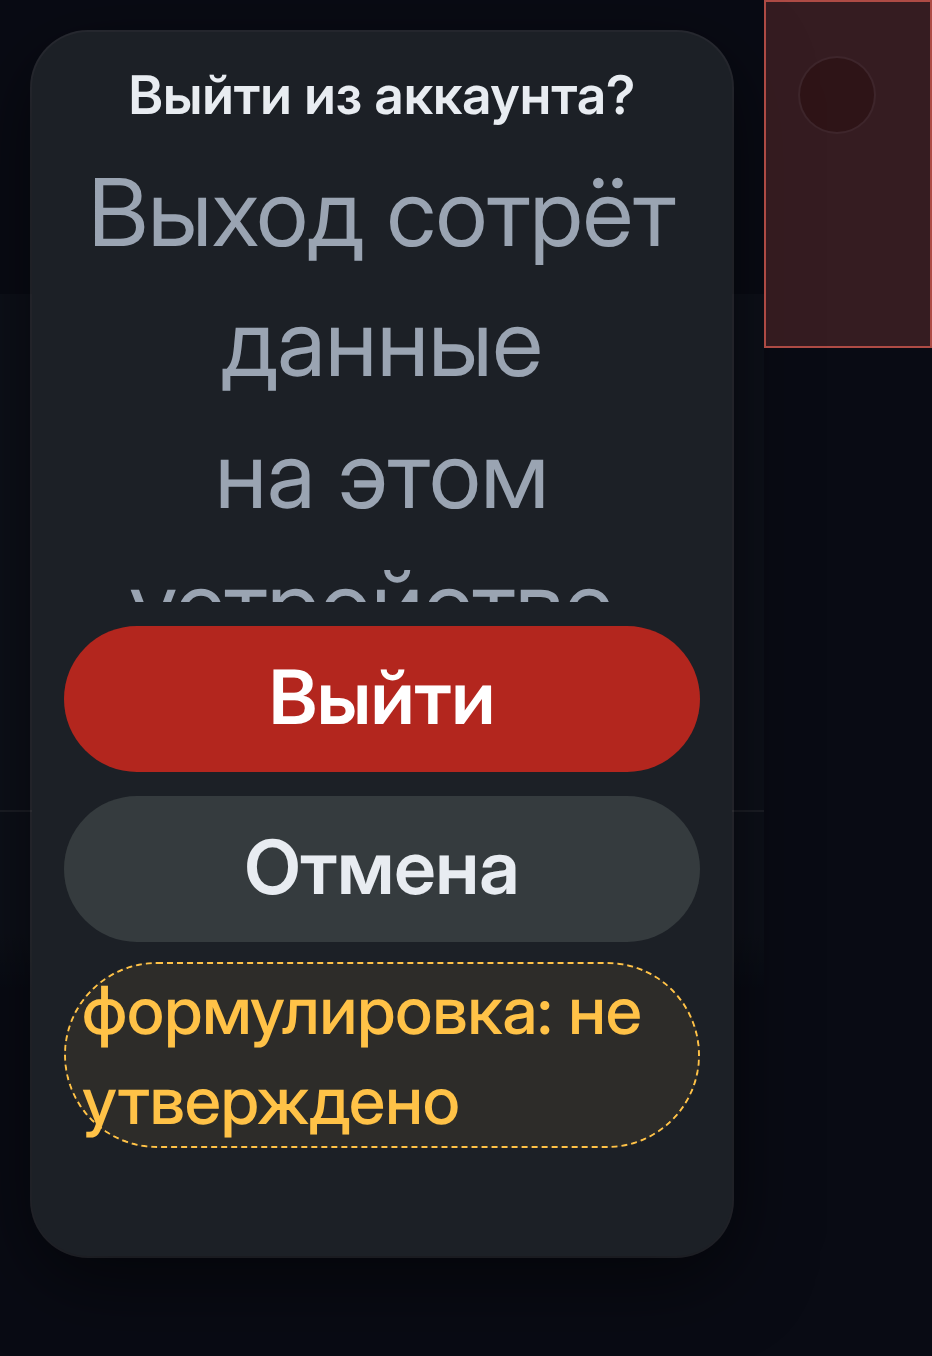 Выйти из аккаунта?
Выход сотрёт
данные
на этом
Выйти
Отмена
формулировка: не
утверждено